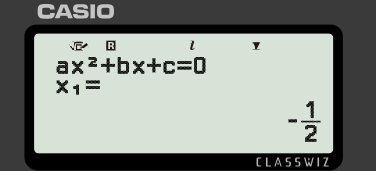 CASIO
√ R i ▼
ax²+bx+c=0
x₁=
-1/2
CLASSWIZ